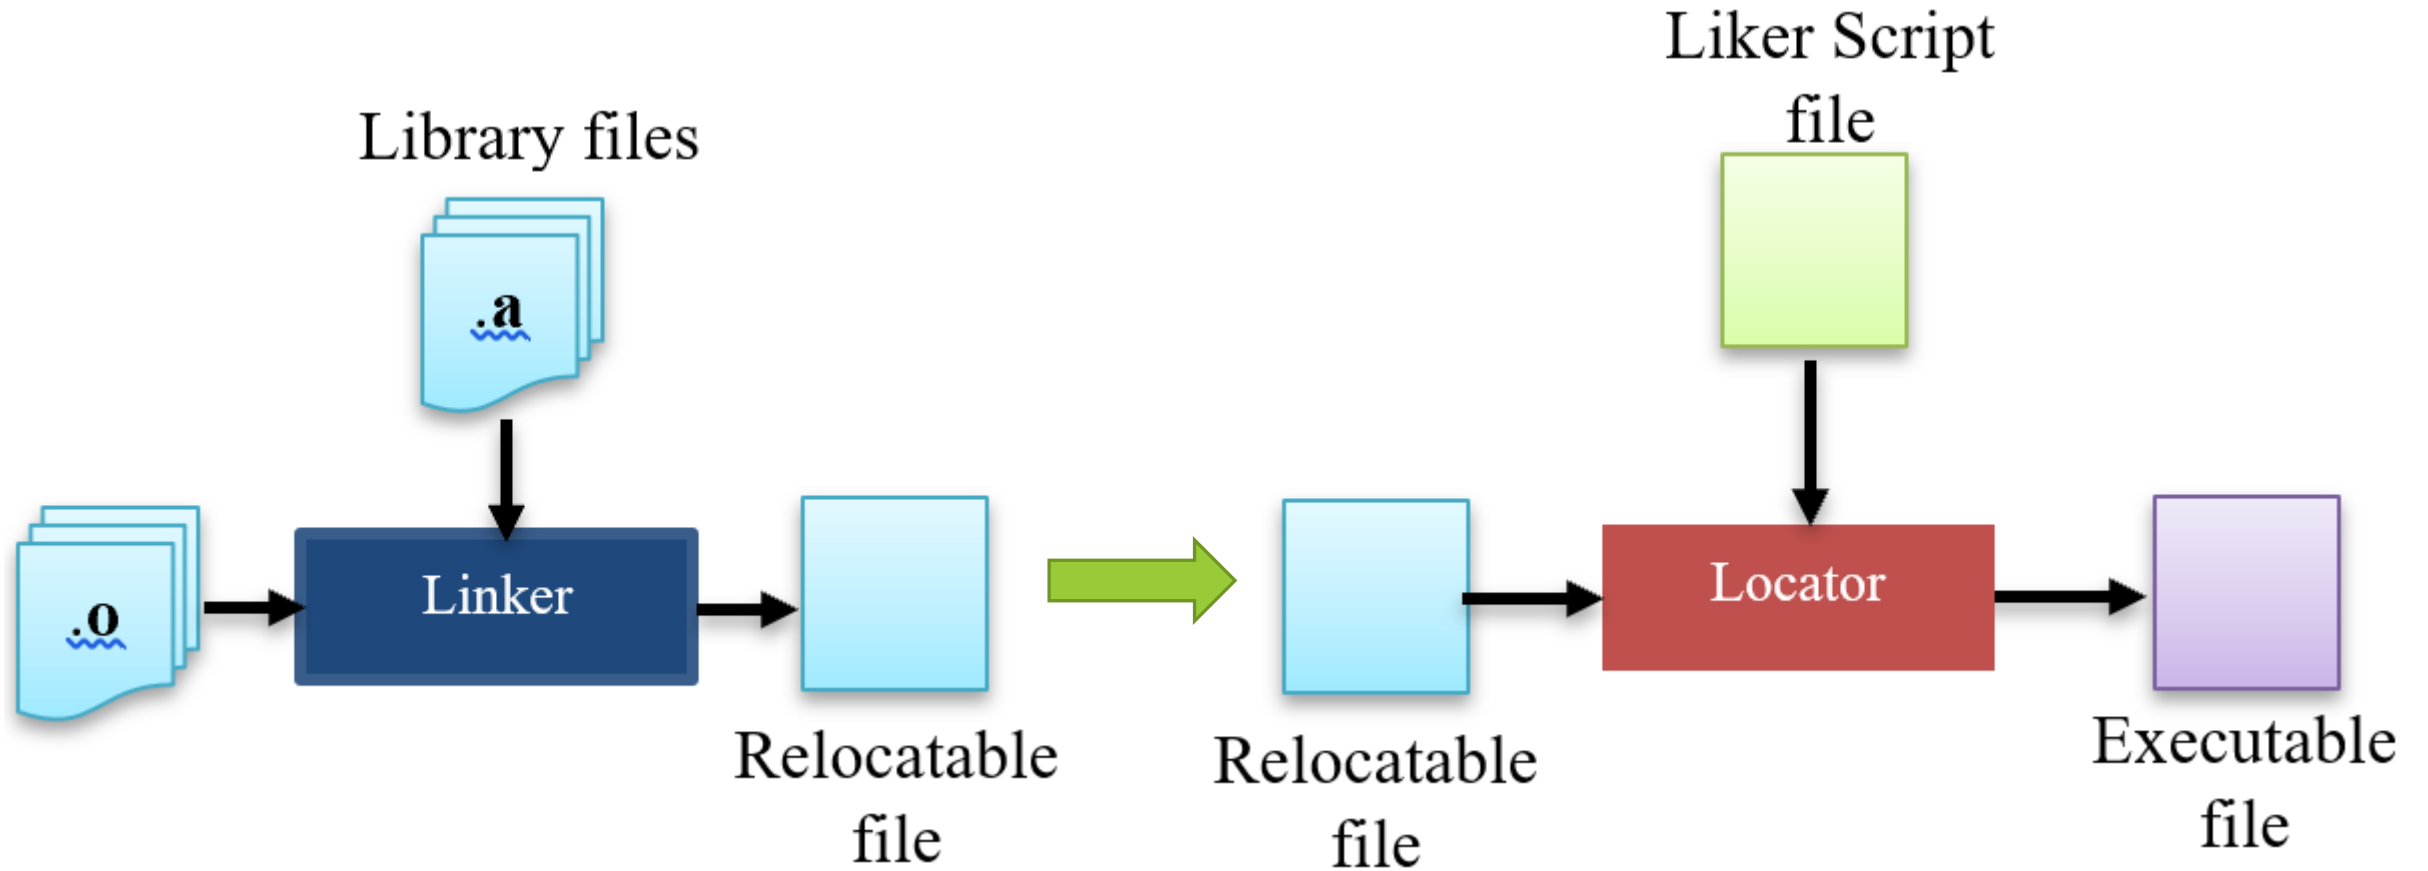 Library files
.a
.o
Linker
Relocatable
file
Liker Script
file
Relocatable
file
Locator
Executable
file